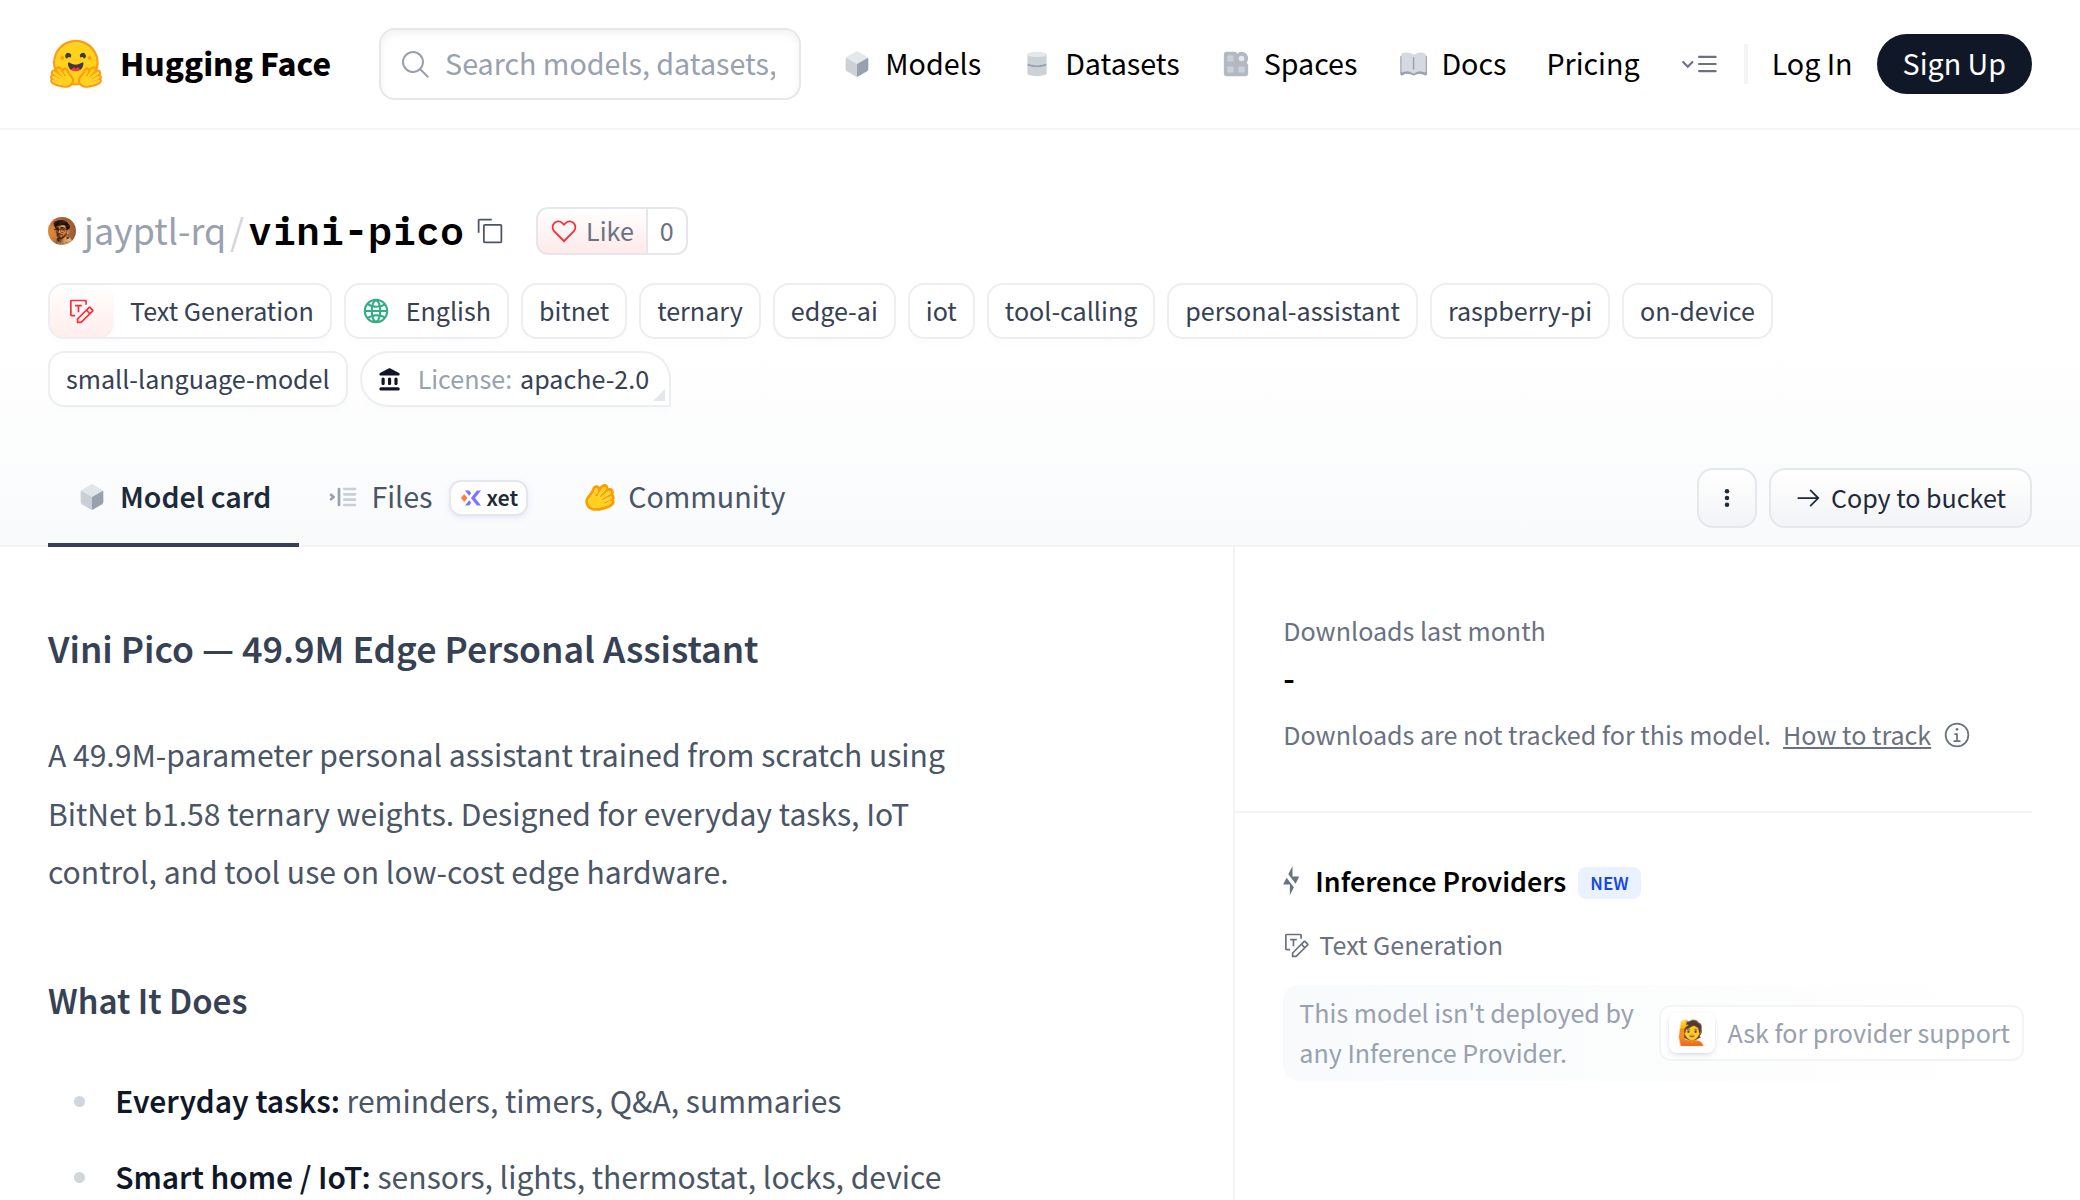 Hugging Face
Search models, datasets,
Models
Datasets
Spaces
Docs
Pricing
Log In
Sign Up
jayptl-rq/vini-pico
Like 0
Text Generation
English
bitnet
ternary
edge-ai
iot
tool-calling
personal-assistant
raspberry-pi
on-device
small-language-model
License: apache-2.0
Model card
Files
xet
Community
Copy to bucket
Vini Pico — 49.9M Edge Personal Assistant
A 49.9M-parameter personal assistant trained from scratch using
BitNet b1.58 ternary weights. Designed for everyday tasks, IoT
control, and tool use on low-cost edge hardware.
What It Does
Everyday tasks: reminders, timers, Q&A, summaries
Smart home / IoT: sensors, lights, thermostat, locks, device
Downloads last month
-
Downloads are not tracked for this model. How to track
Inference Providers NEW
Text Generation
This model isn't deployed by
any Inference Provider.
Ask for provider support